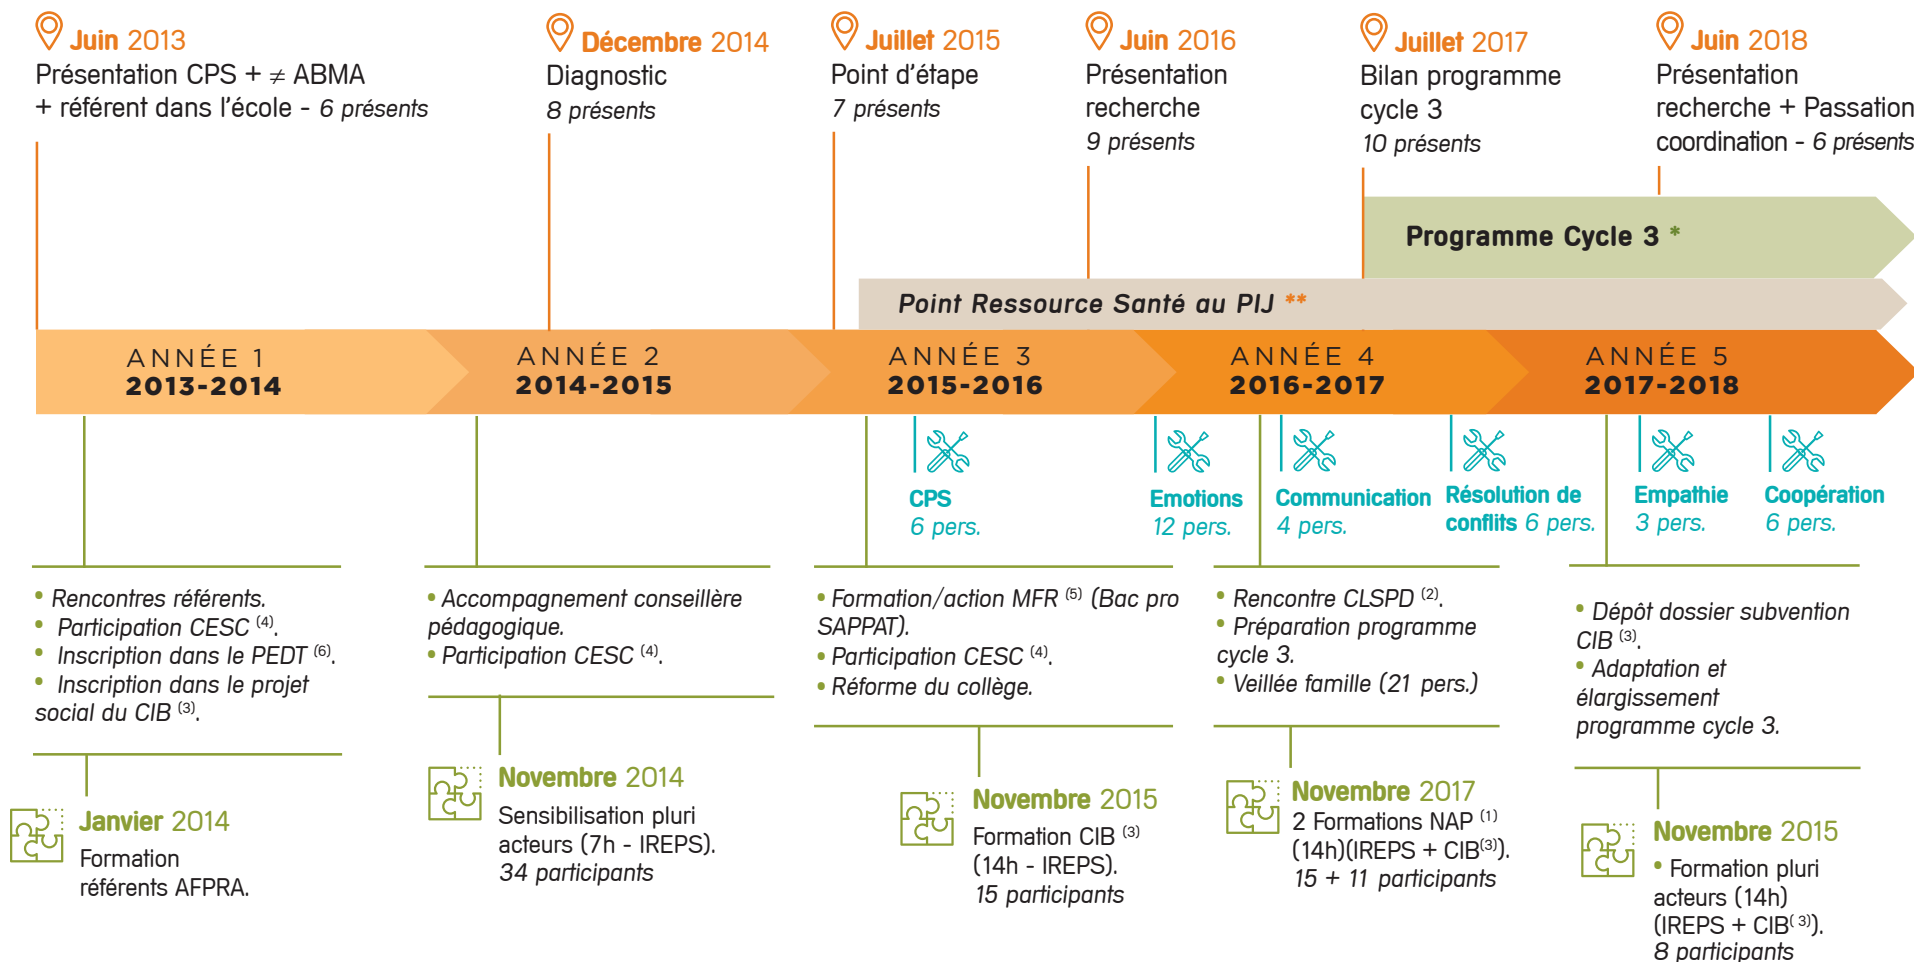 Juin 2013
Présentation CPS + ≠ ABMA
+ référent dans l'école - 6 présents
Décembre 2014
Diagnostic
8 présents
Juillet 2015
Point d'étape
7 présents
Juin 2016
Présentation
recherche
9 présents
Juillet 2017
Bilan programme
cycle 3
10 présents
Juin 2018
Présentation
recherche + Passation
coordination - 6 présents
Programme Cycle 3 *
Point Ressource Santé au PIJ **
ANNÉE 1
2013-2014
ANNÉE 2
2014-2015
ANNÉE 3
2015-2016
ANNÉE 4
2016-2017
ANNÉE 5
2017-2018
CPS
6 pers.
Emotions
12 pers.
Communication
4 pers.
Résolution de
conflits 6 pers.
Empathie
3 pers.
Coopération
6 pers.
• Rencontres référents.
• Participation CESC (4).
• Inscription dans le PEDT (6).
• Inscription dans le projet
social du CIB (3).
• Accompagnement conseillère
pédagogique.
• Participation CESC (4).
• Formation/action MFR (5) (Bac pro
SAPPAT).
• Participation CESC (4).
• Réforme du collège.
• Rencontre CLSPD (2).
• Préparation programme
cycle 3.
• Veillée famille (21 pers.)
• Dépôt dossier subvention
CIB (3).
• Adaptation et
élargissement
programme cycle 3.
Janvier 2014
Formation
référents AFPRA.
Novembre 2014
Sensibilisation pluri
acteurs (7h - IREPS).
34 participants
Novembre 2015
Formation CIB (3)
(14h - IREPS).
15 participants
Novembre 2017
2 Formations NAP (1)
(14h)(IREPS + CIB(3)).
15 + 11 participants
Novembre 2015
• Formation pluri
acteurs (14h)
(IREPS + CIB( 3)).
8 participants